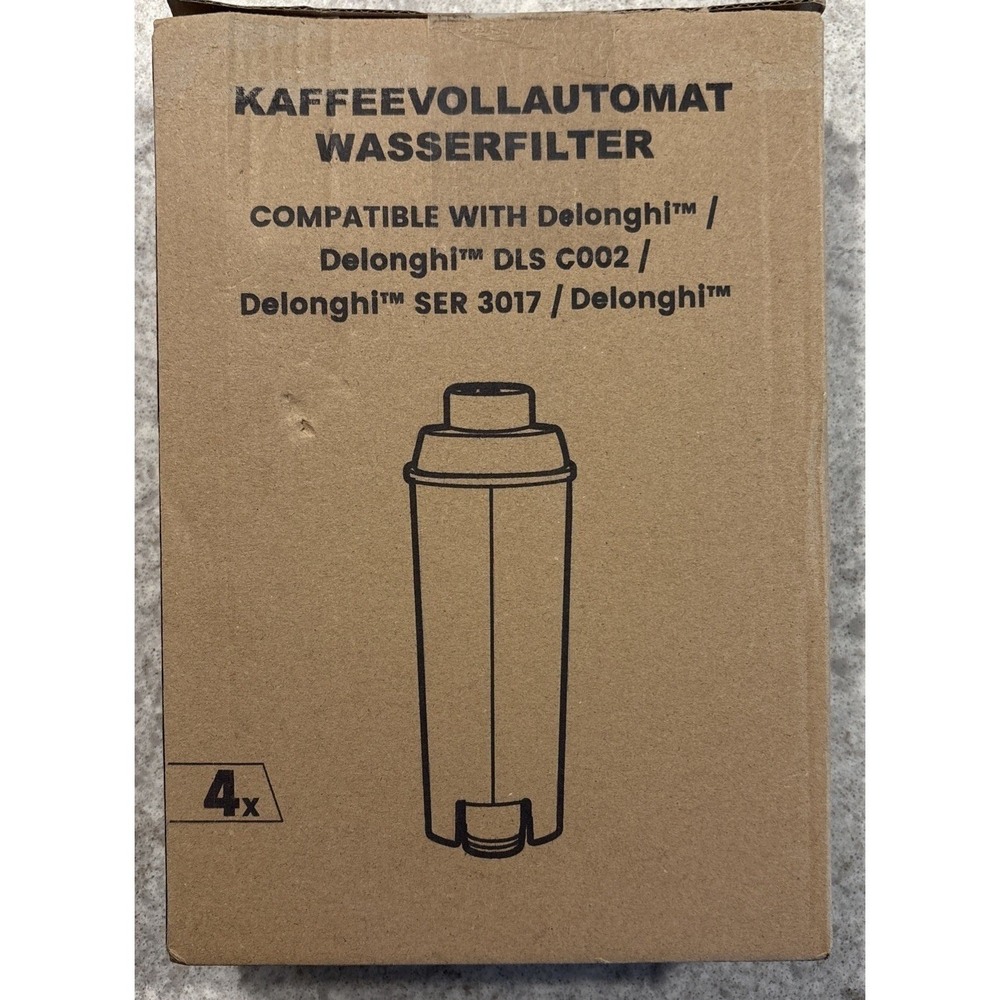 KAFFEEVOLLAUTOMAT
WASSERFILTER
COMPATIBLE WITH Delonghi™ /
Delonghi™ DLS C002 /
Delonghi™ SER 3017 / Delonghi™
4x